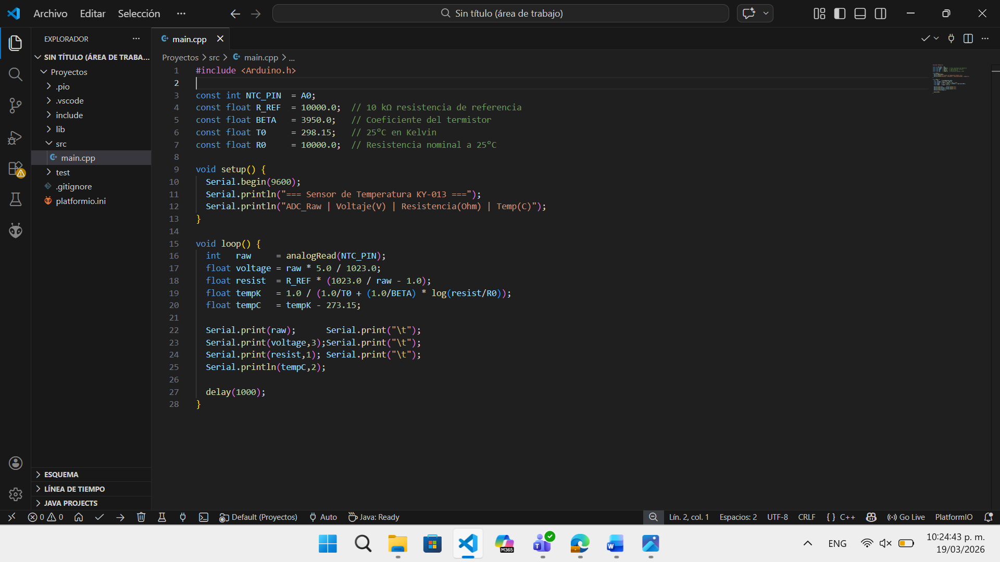 Archivo Editar Selección ··· Sin título (área de trabajo)
EXPLORADOR ···
SIN TÍTULO (ÁREA DE TRABA...
Proyectos
.pio
.vscode
include
lib
src
main.cpp
test
.gitignore
platformio.ini
ESQUEMA
LÍNEA DE TIEMPO
JAVA PROJECTS
main.cpp
Proyectos > src > main.cpp > ...
1 #include <Arduino.h>
2
3 const int NTC_PIN  = A0;
4 const float R_REF  = 10000.0;  // 10 kΩ resistencia de referencia
5 const float BETA   = 3950.0;   // Coeficiente del termistor
6 const float T0     = 298.15;   // 25°C en Kelvin
7 const float R0     = 10000.0;  // Resistencia nominal a 25°C
8
9 void setup() {
10   Serial.begin(9600);
11   Serial.println("=== Sensor de Temperatura KY-013 ===");
12   Serial.println("ADC_Raw | Voltaje(V) | Resistencia(Ohm) | Temp(C)");
13 }
14
15 void loop() {
16   int   raw     = analogRead(NTC_PIN);
17   float voltage = raw * 5.0 / 1023.0;
18   float resist  = R_REF * (1023.0 / raw - 1.0);
19   float tempK   = 1.0 / (1.0/T0 + (1.0/BETA) * log(resist/R0));
20   float tempC   = tempK - 273.15;
21
22   Serial.print(raw);      Serial.print("\t");
23   Serial.print(voltage,3);Serial.print("\t");
24   Serial.print(resist,1); Serial.print("\t");
25   Serial.println(tempC,2);
26
27   delay(1000);
28 }
0 0 Default (Proyectos) Auto Java: Ready Lín. 2, col. 1 Espacios: 2 UTF-8 CRLF { } C++ Go Live PlatformIO
M365 T W ENG 10:24:43 p. m.
19/03/2026